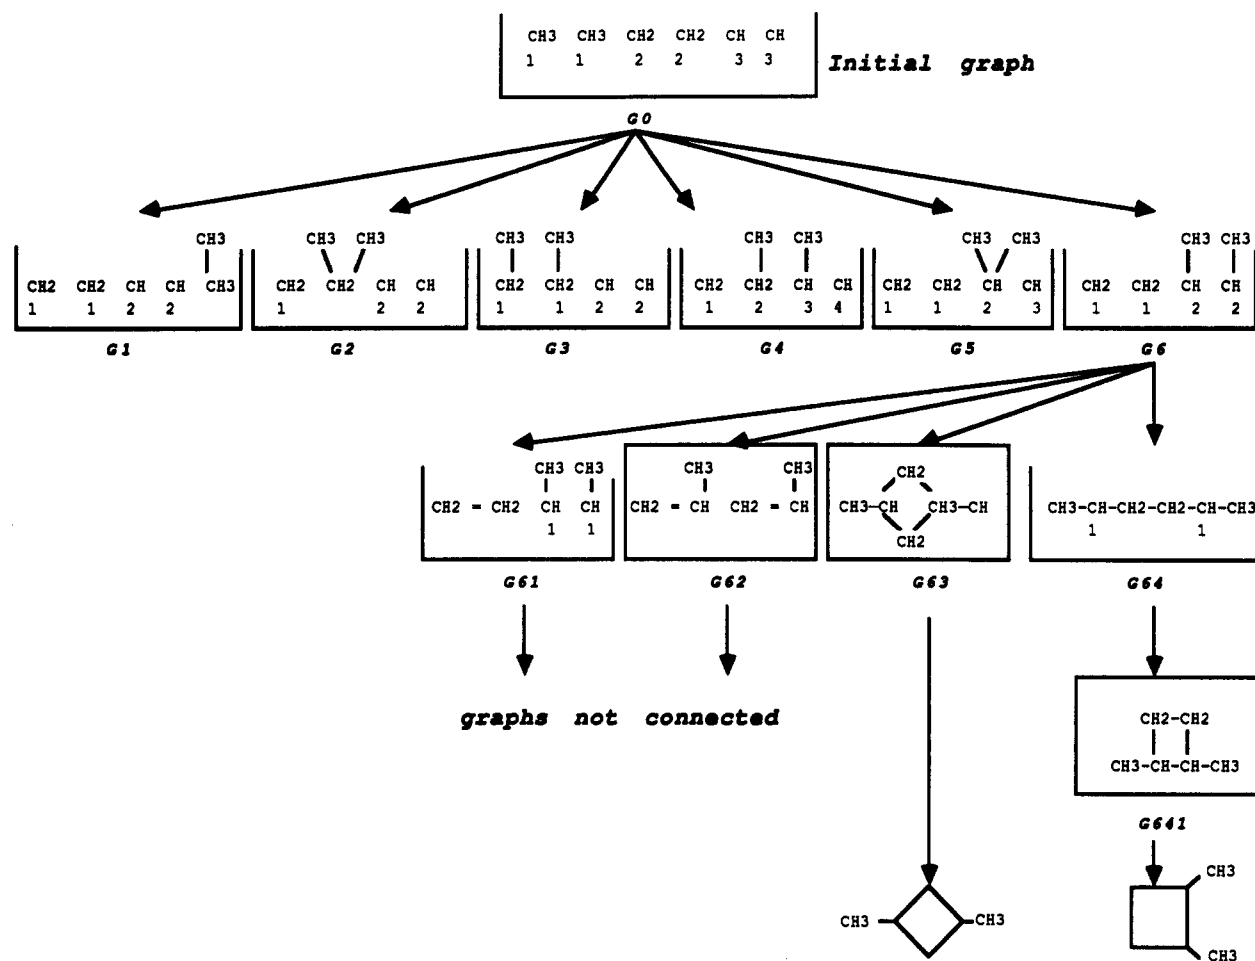 CH3 CH3 CH2 CH2 CH CH
1 1 2 2 3 3
Initial graph
G0
CH3
CH2 CH2 CH CH CH3
1 1 2 2
G1
CH3 CH3
CH2 CH2 CH CH
1 2 2
G2
CH3 CH3
CH2 CH2 CH CH
1 1 2 2
G3
CH3 CH3
CH2 CH2 CH CH
1 2 3 4
G4
CH3 CH3
CH2 CH2 CH CH
1 1 2 3
G5
CH3 CH3
CH2 CH2 CH CH
1 1 2 2
G6
CH3 CH3
CH2 = CH2 CH CH
1 1
G61
CH3 CH3
CH2 = CH CH2 = CH
G62
CH2
CH3-CH CH3-CH
CH2
G63
CH3-CH-CH2-CH2-CH-CH3
1 1
G64
graphs not connected
CH2-CH2
CH3-CH-CH-CH3
G641
CH3 CH3
CH3
CH3